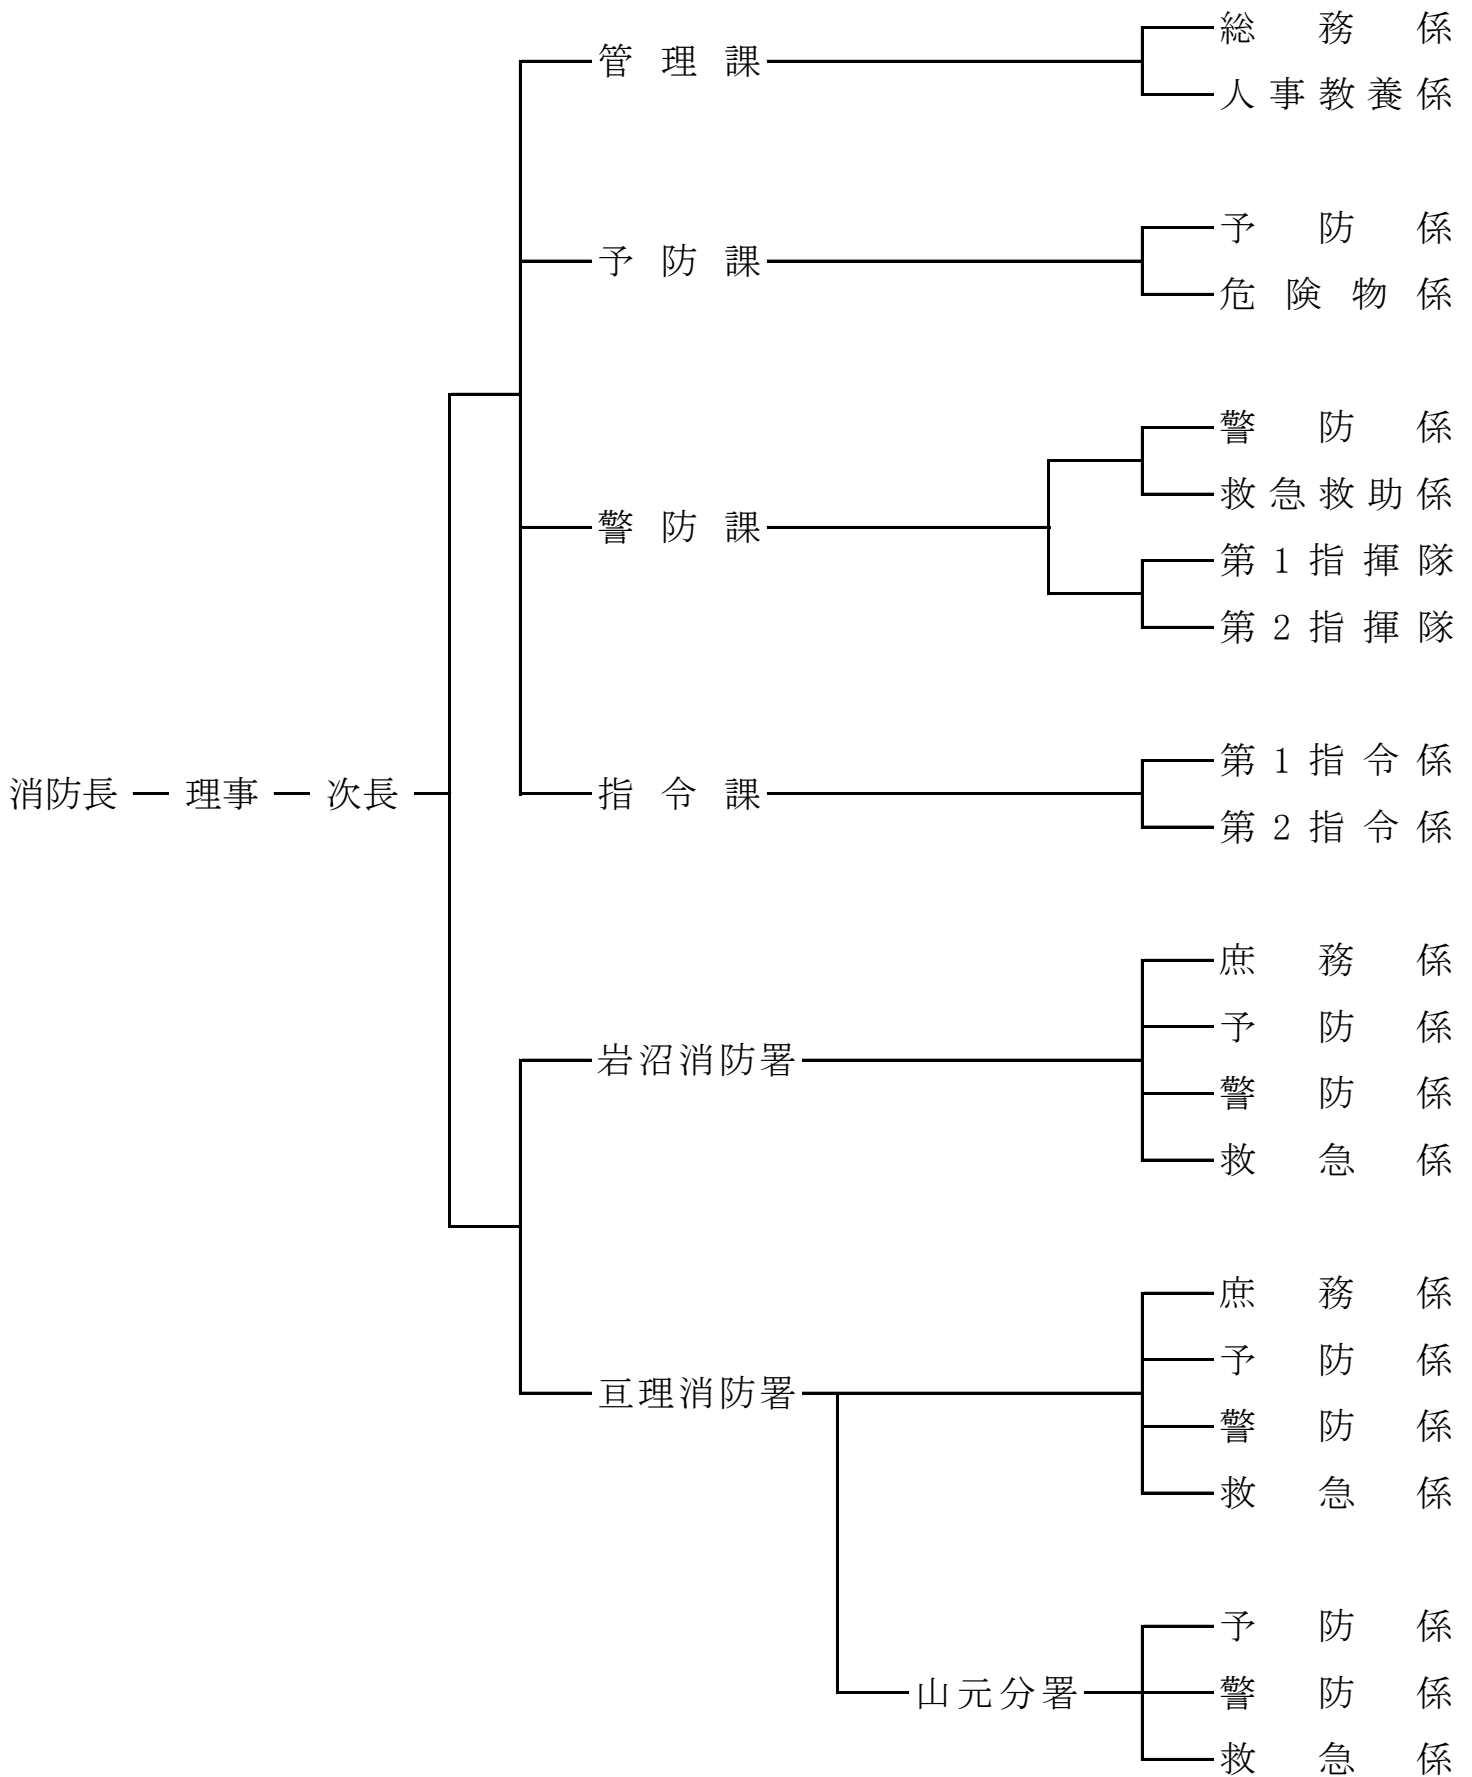 総務係
管理課
人事教養係
予防係
予防課
危険物係
警防係
救急救助係
警防課
第1指揮隊
第2指揮隊
第1指令係
消防長 理事 次長 指令課
第2指令係
庶務係
予防係
岩沼消防署
警防係
救急係
庶務係
予防係
亘理消防署
警防係
救急係
予防係
山元分署 警防係
救急係